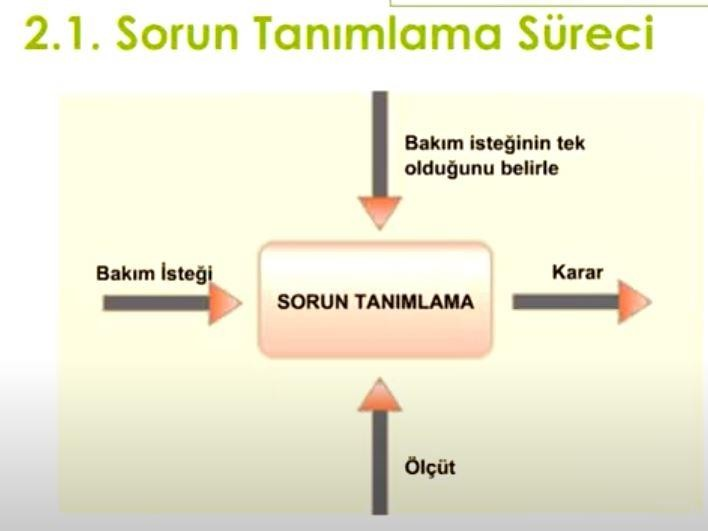 2.1. Sorun Tanımlama Süreci
Bakım isteğinin tek
olduğunu belirle
Bakım İsteği
Karar
SORUN TANIMLAMA
Ölçüt